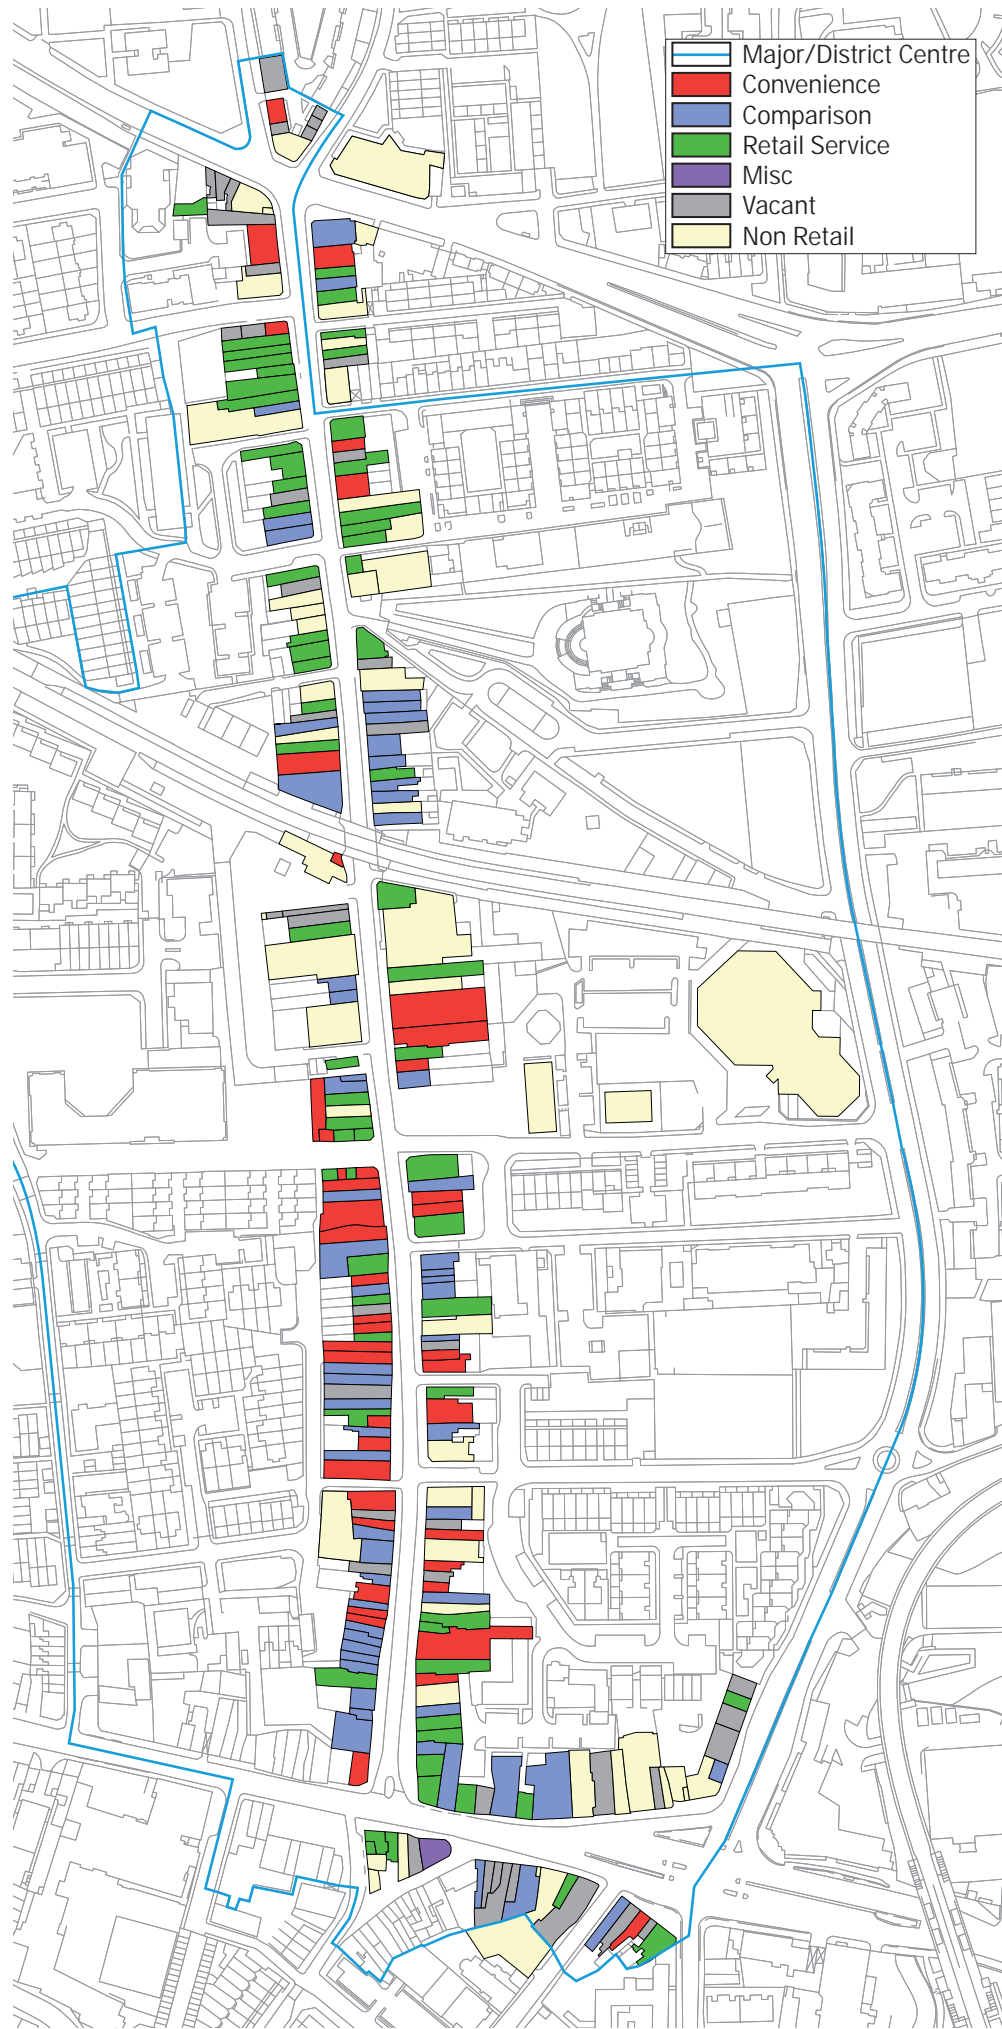 Major/District Centre
Convenience
Comparison
Retail Service
Misc
Vacant
Non Retail